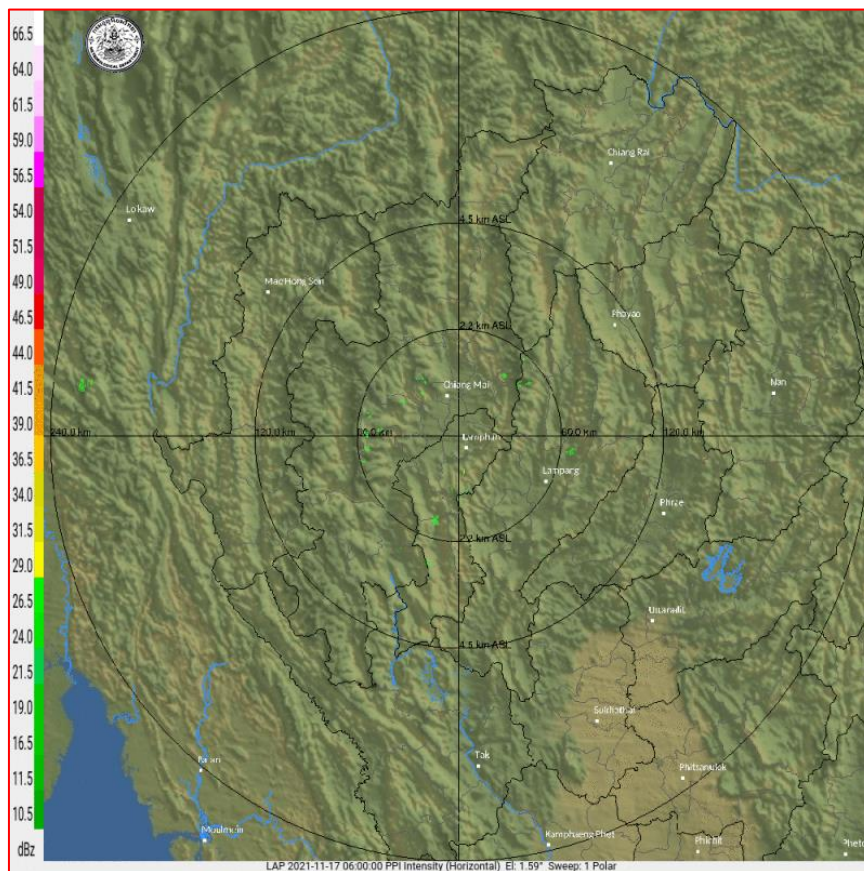 66.5
64.0
61.5
59.0
56.5
54.0
51.5
49.0
46.5
44.0
41.5
39.0
36.5
34.0
31.5
29.0
26.5
24.0
21.5
19.0
16.5
11.5
10.5
dBz
Chiang Rai
Loikaw
4.5 km ASL
Mae Hong Son
Phayao
2.2 km ASL
Chiang Mai
Nan
240.0 km
120.0 km
60.0 km
120.0 km
Lamphun
Lampang
Phrae
2.2 km ASL
Uttaradit
4.5 km ASL
Sukhothai
Tak
Phitsanulok
Moulmein
Kamphaeng Phet
Phichit
LAP 2021-11-17 06:00:00 PPI Intensity (Horizontal) El: 1.59° Sweep: 1 Polar